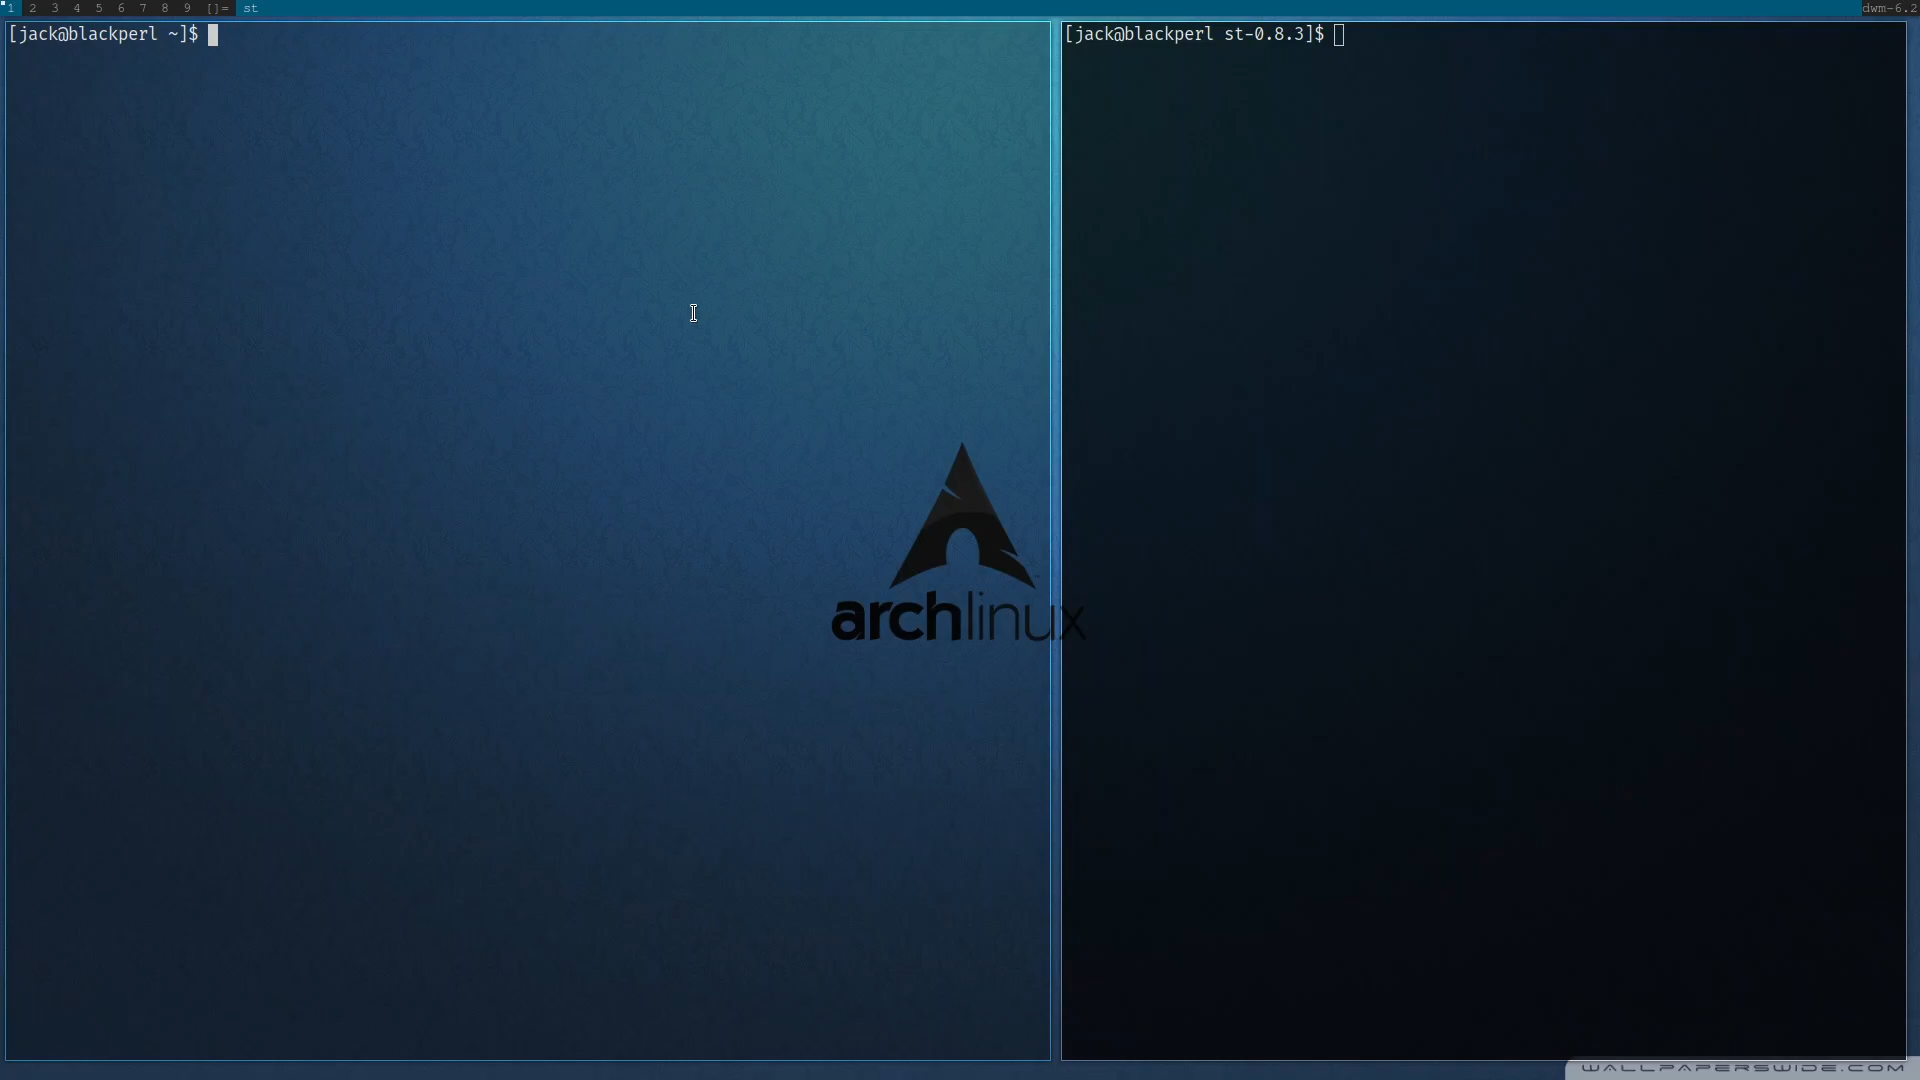 1 2 3 4 5 6 7 8 9 []= st dwm-6.2
[jack@blackperl ~]$
[jack@blackperl st-0.8.3]$
archlinux
WALLPAPERSWIDE.COM